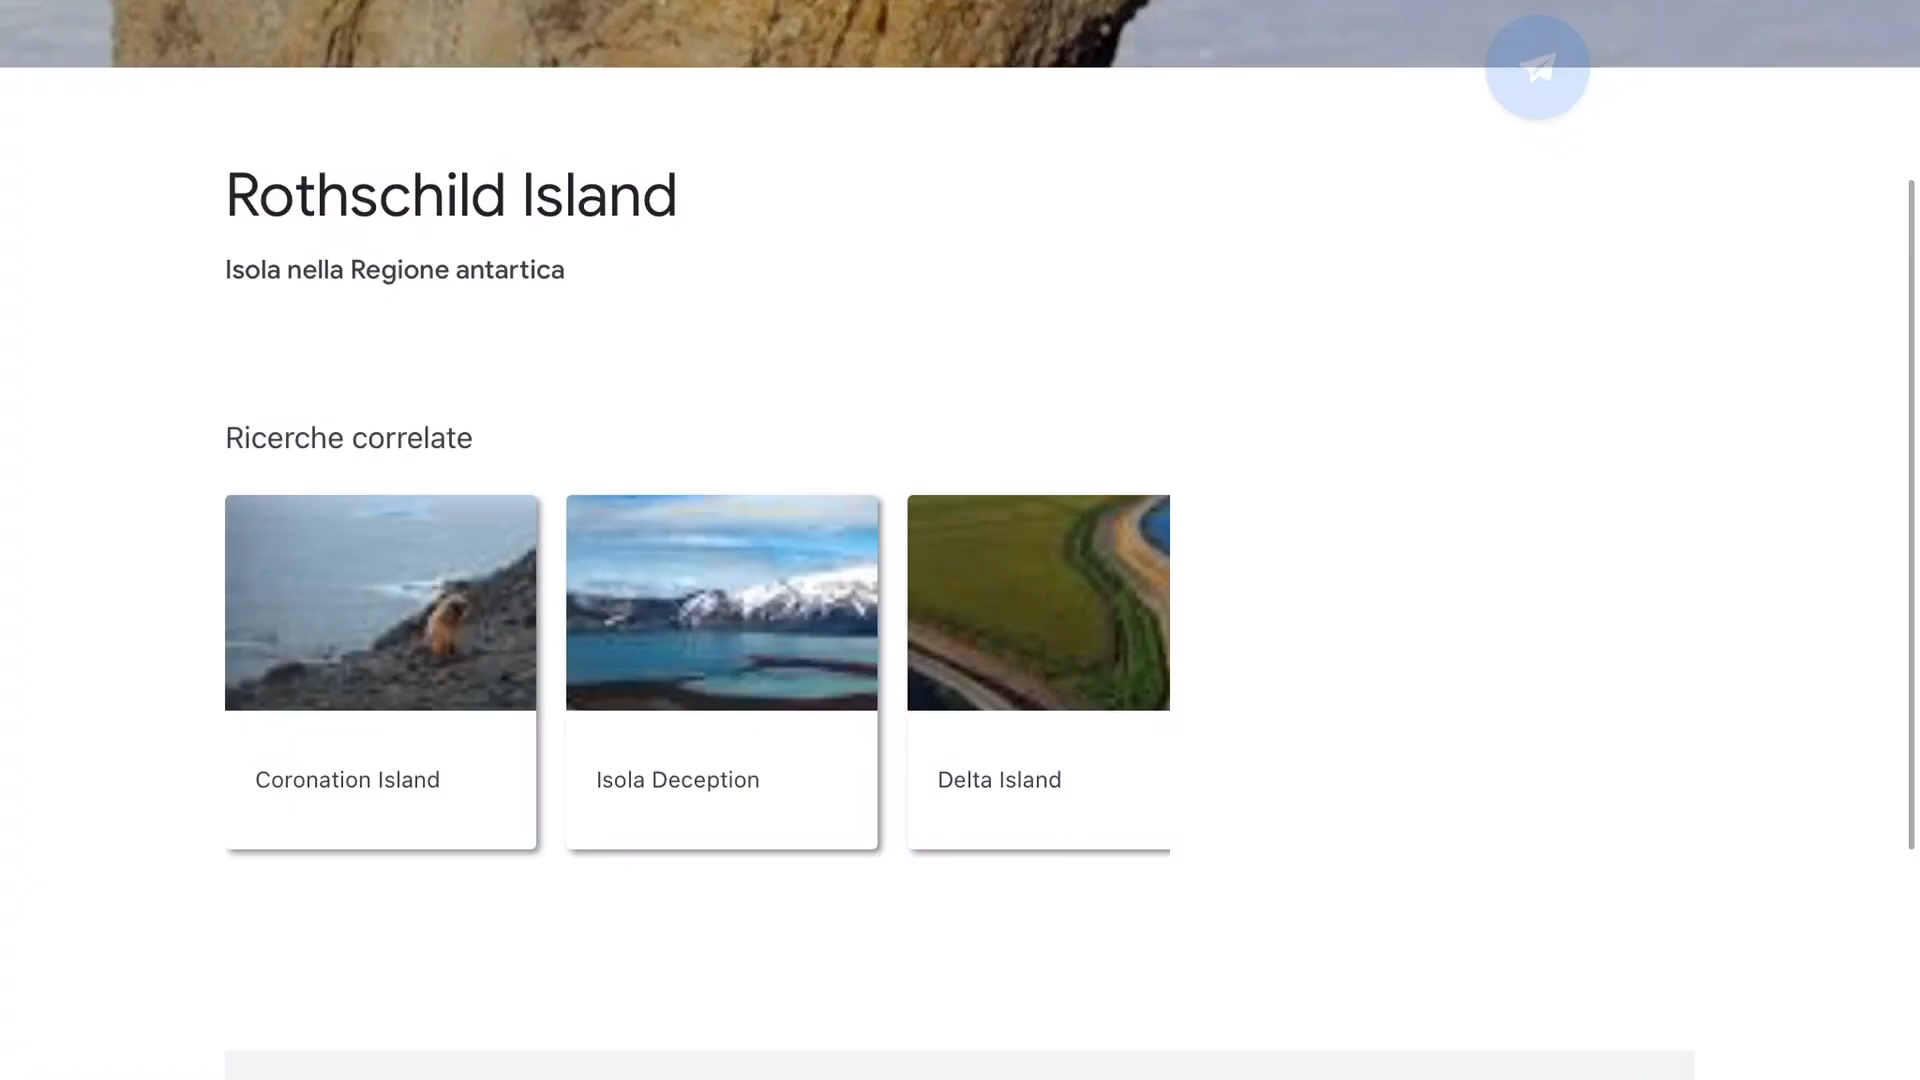 Rothschild Island
Isola nella Regione antartica
Ricerche correlate
Coronation Island
Isola Deception
Delta Island